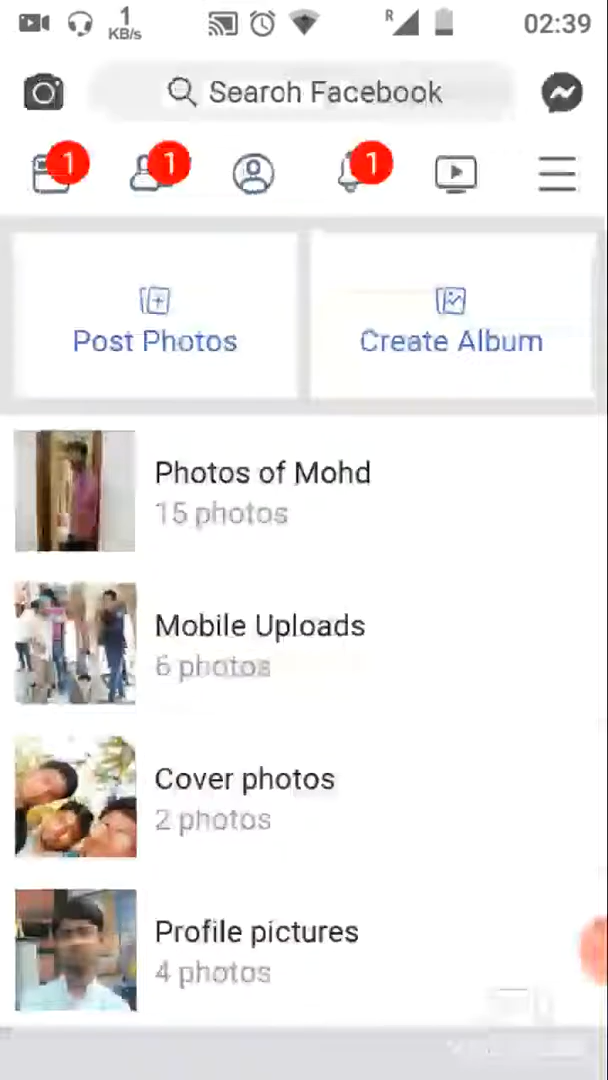 1
KB/s
R
02:39
Search Facebook
1
1
1
Post Photos
Create Album
Photos of Mohd
15 photos
Mobile Uploads
6 photos
Cover photos
2 photos
Profile pictures
4 photos